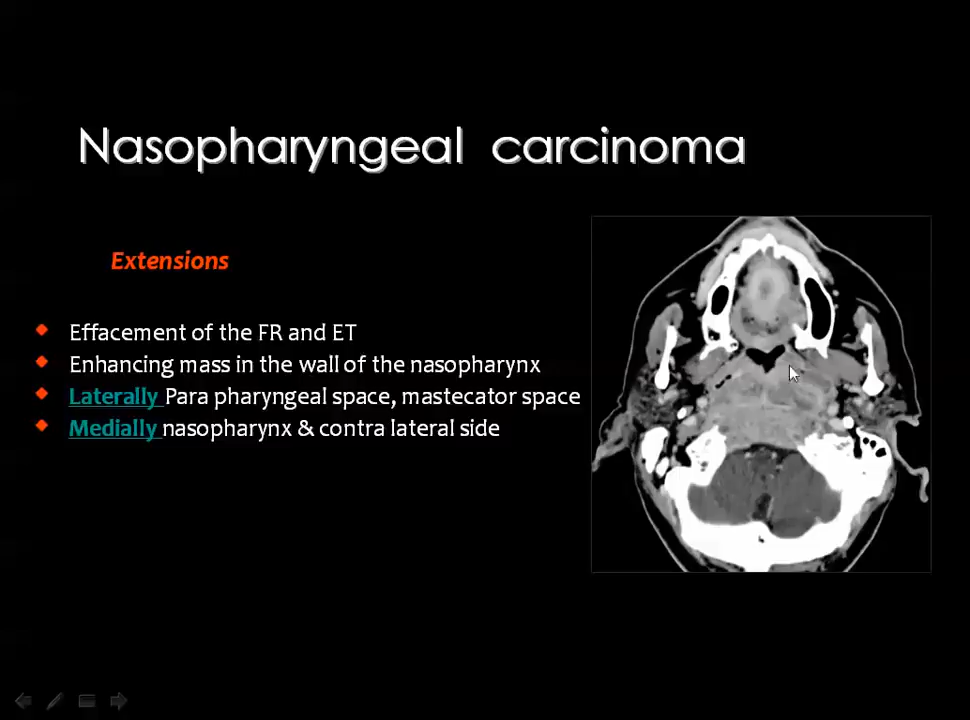 Nasopharyngeal carcinoma
Extensions
Effacement of the FR and ET
Enhancing mass in the wall of the nasopharynx
Laterally Para pharyngeal space, mastecator space
Medially nasopharynx & contra lateral side